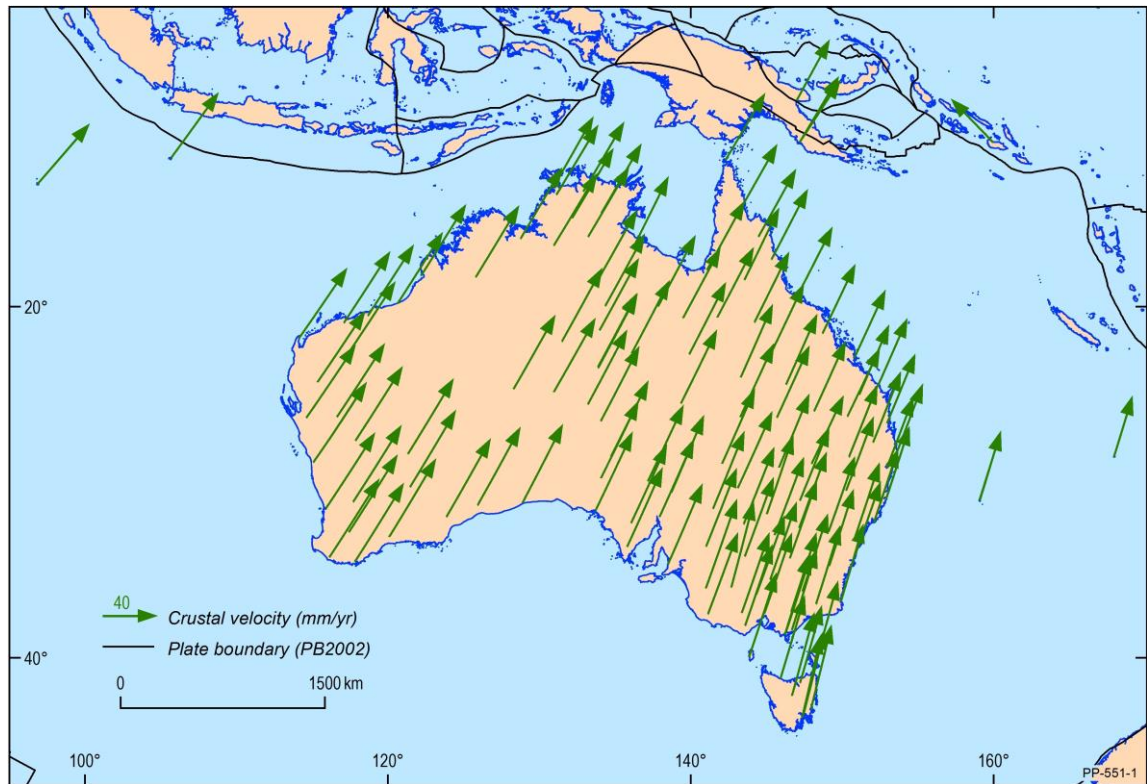 20°
40°
40
Crustal velocity (mm/yr)
Plate boundary (PB2002)
0 1500 km
100° 120° 140° 160°
PP-551-1